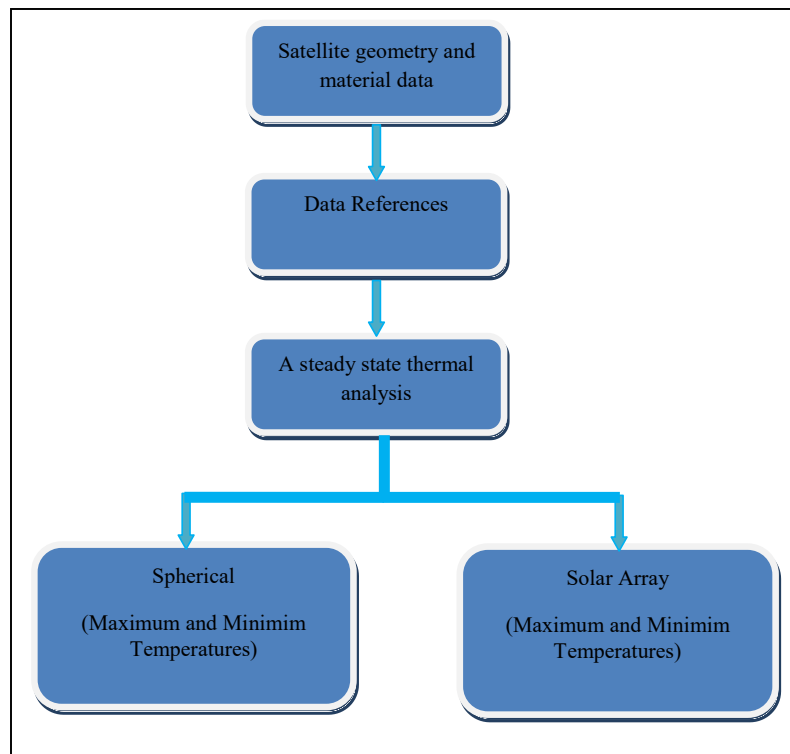 Satellite geometry and
material data
Data References
A steady state thermal
analysis
Spherical
(Maximum and Minimim
Temperatures)
Solar Array
(Maximum and Minimim
Temperatures)